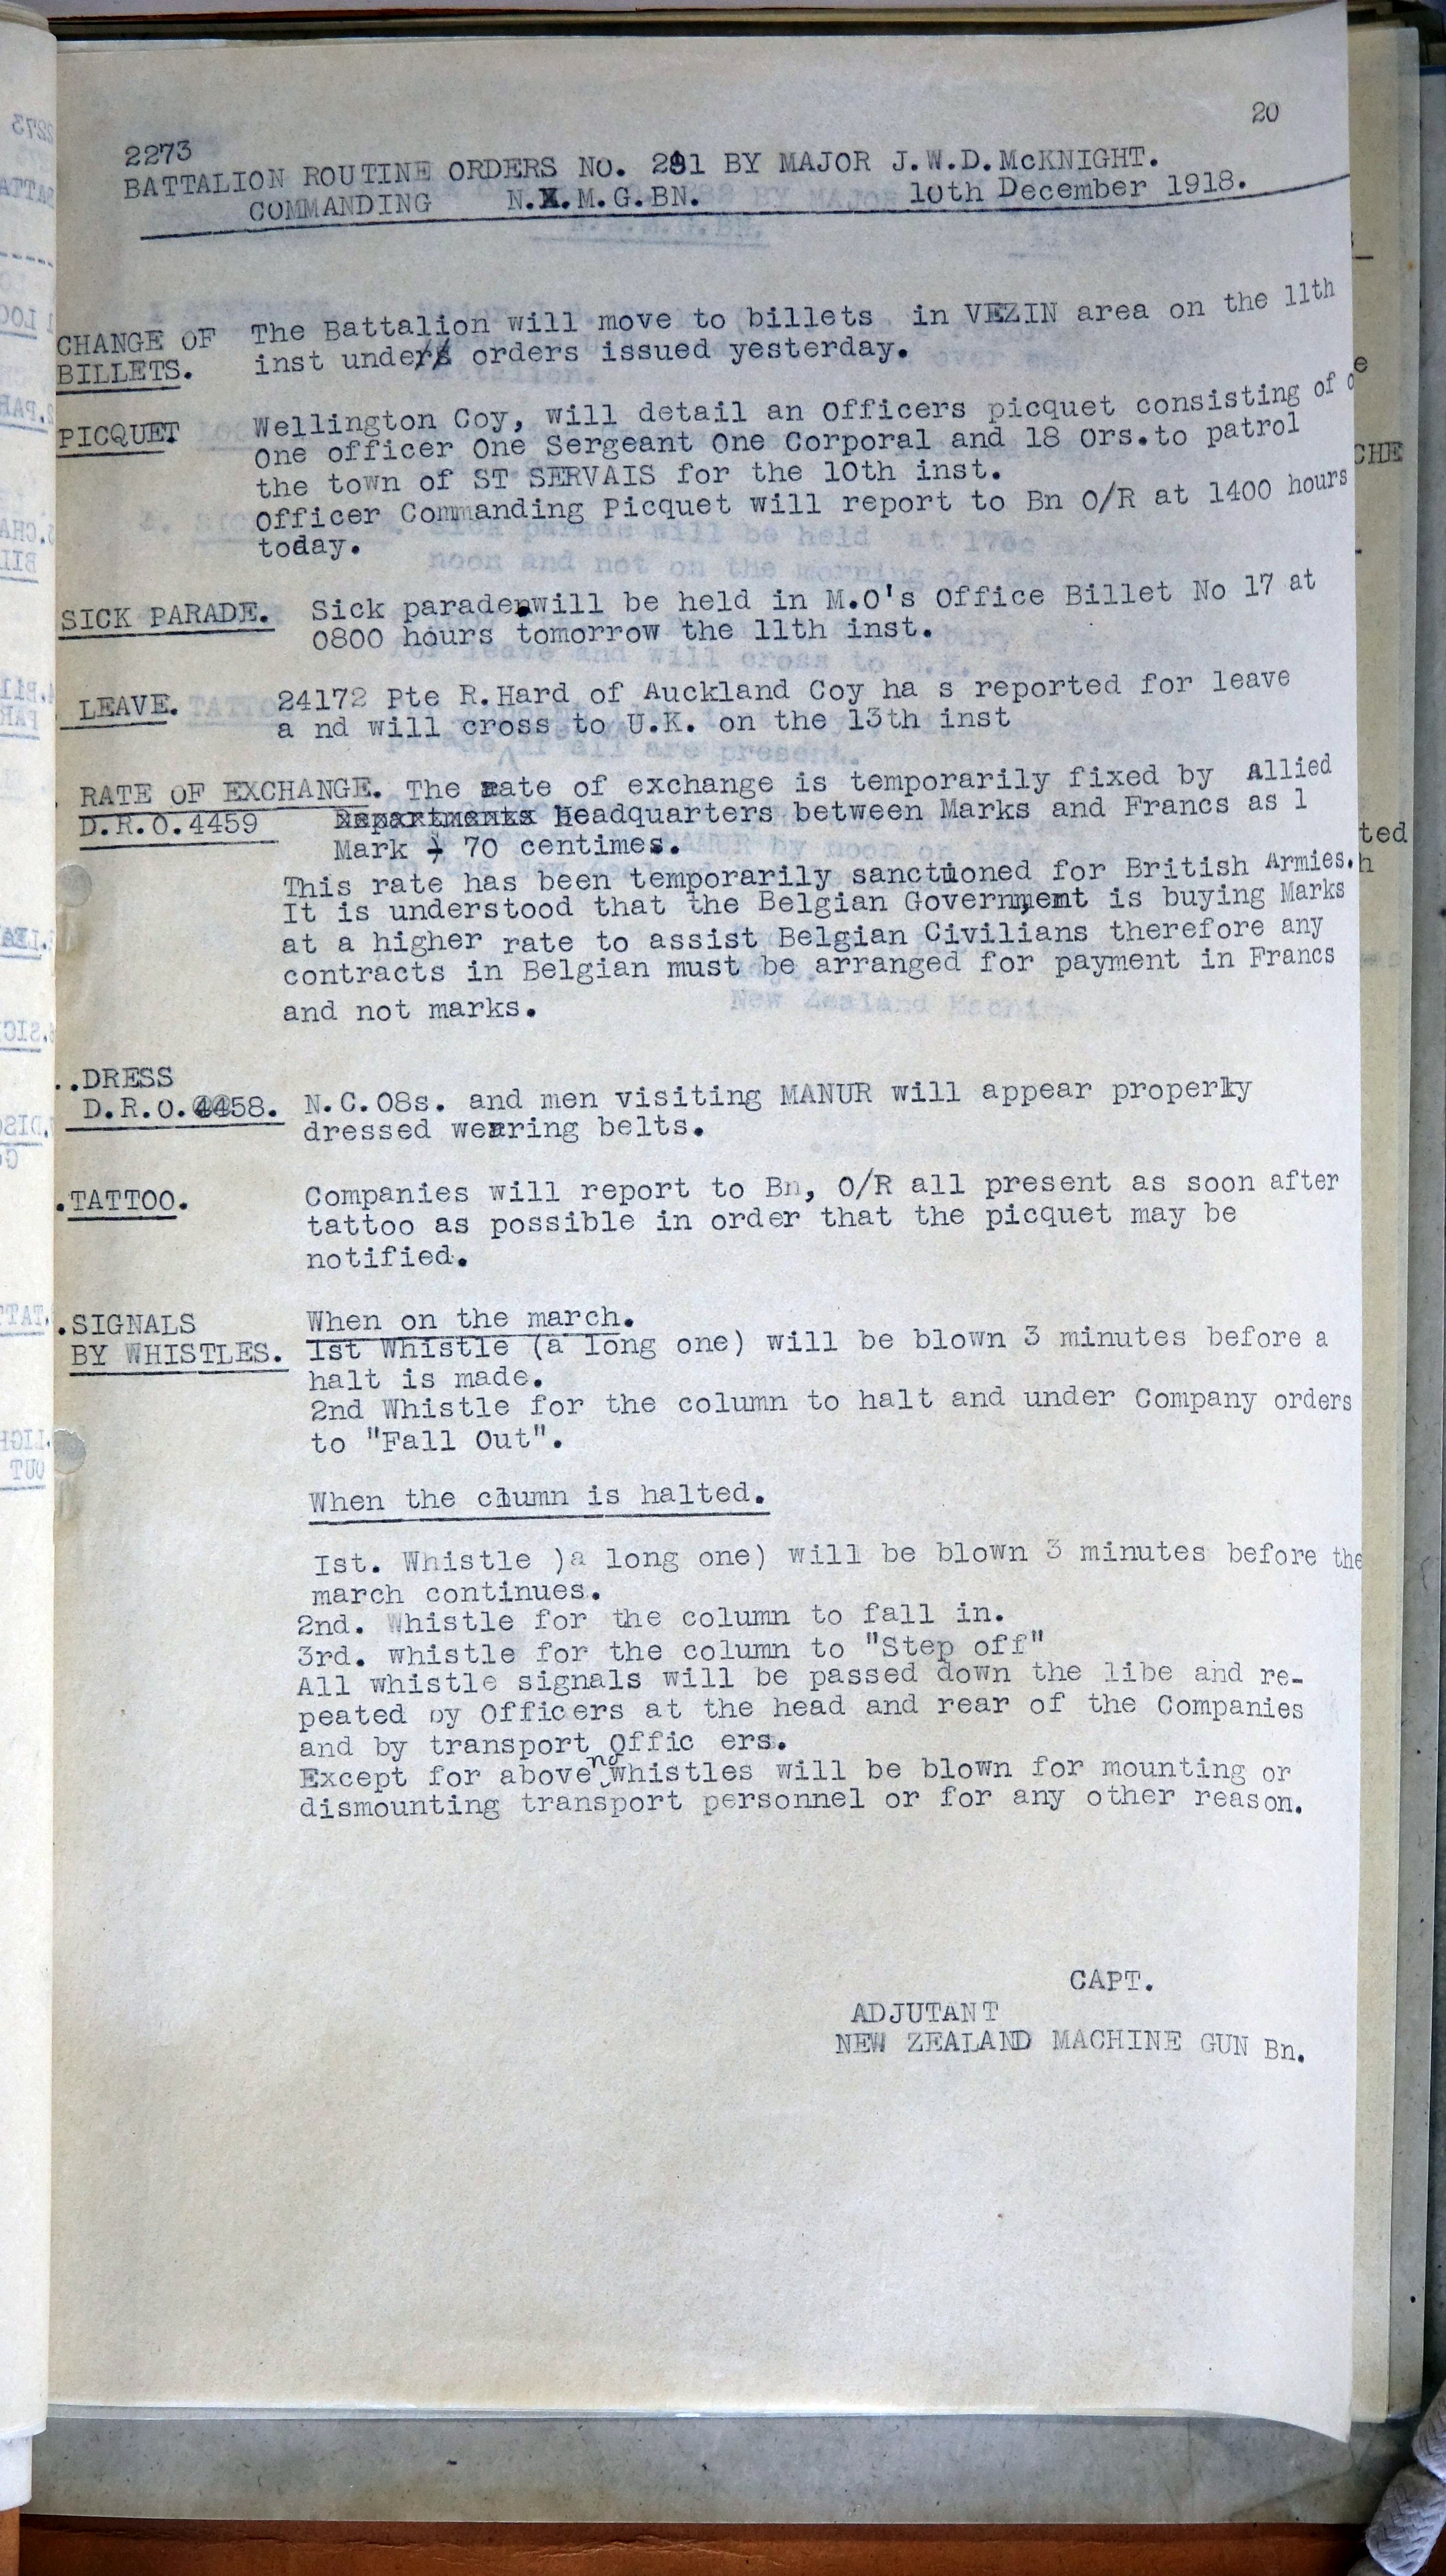 20
2273
BATTALION ROUTINE ORDERS NO. 291 BY MAJOR J.W.D.McKNIGHT.
COMMANDING N.Z.M.G.BN. 10th December 1918.
CHANGE OF The Battalion will move to billets in VEZIN area on the 11th
BILLETS. inst under orders issued yesterday.
PICQUET Wellington Coy, will detail an Officers picquet consisting of
One officer One Sergeant One Corporal and 18 Ors.to patrol
the town of ST SERVAIS for the 10th inst.
Officer Commanding Picquet will report to Bn O/R at 1400 hours
today.
SICK PARADE. Sick parade will be held in M.O's Office Billet No 17 at
0800 hours tomorrow the 11th inst.
LEAVE. 24172 Pte R.Hard of Auckland Coy ha s reported for leave
a nd will cross to U.K. on the 13th inst
RATE OF EXCHANGE. The rate of exchange is temporarily fixed by Allied
D.R.O.4459 Headquarters between Marks and Francs as 1
Mark = 70 centimes.
This rate has been temporarily sanctioned for British Armies.
It is understood that the Belgian Government is buying Marks
at a higher rate to assist Belgian Civilians therefore any
contracts in Belgian must be arranged for payment in Francs
and not marks.
..DRESS
D.R.O.4458. N.C.O8s. and men visiting MANUR will appear properly
dressed wearing belts.
.TATTOO. Companies will report to Bn, O/R all present as soon after
tattoo as possible in order that the picquet may be
notified.
.SIGNALS When on the march.
BY WHISTLES. Ist Whistle (a long one) will be blown 3 minutes before a
halt is made.
2nd Whistle for the column to halt and under Company orders
to "Fall Out".
When the clumn is halted.
Ist. Whistle )a long one) will be blown 3 minutes before the
march continues.
2nd. Whistle for the column to fall in.
3rd. whistle for the column to "Step off"
All whistle signals will be passed down the libe and re-
peated by Officers at the head and rear of the Companies
and by transport Offic ers.
Except for above no whistles will be blown for mounting or
dismounting transport personnel or for any other reason.
CAPT.
ADJUTANT
NEW ZEALAND MACHINE GUN Bn.